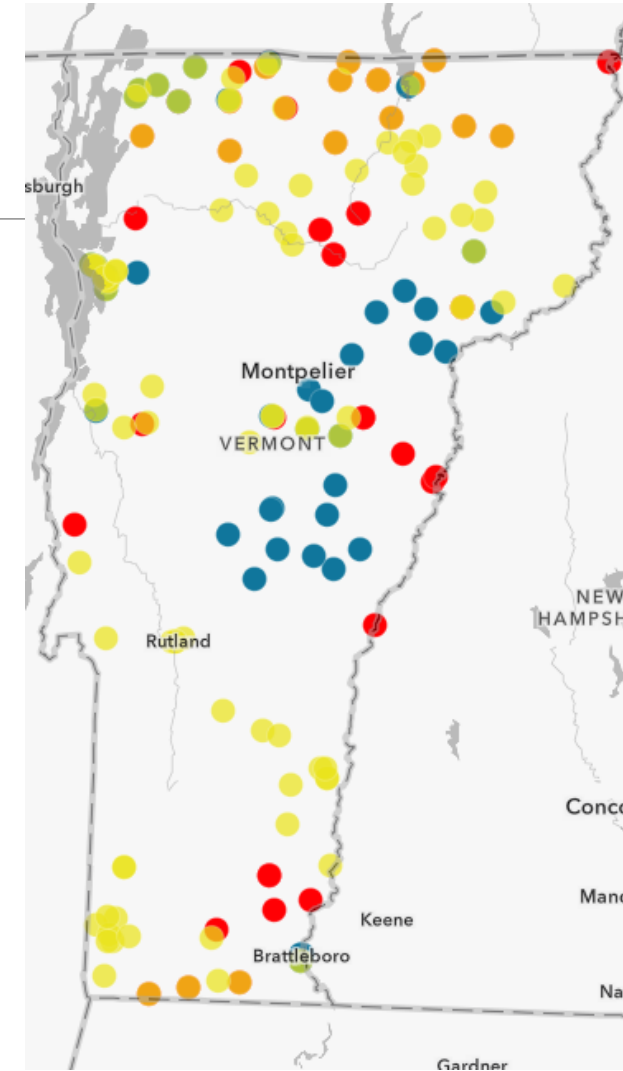 sburgh
Montpelier
VERMONT
NEW
HAMPSH
Rutland
Conco
Manc
Keene
Brattleboro
Na
Gardner